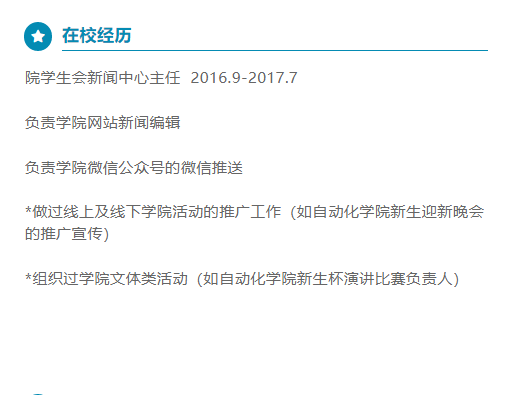 在校经历
院学生会新闻中心主任 2016.9-2017.7
负责学院网站新闻编辑
负责学院微信公众号的微信推送
*做过线上及线下学院活动的推广工作（如自动化学院新生迎新晚会
的推广宣传）
*组织过学院文体类活动（如自动化学院新生杯演讲比赛负责人）